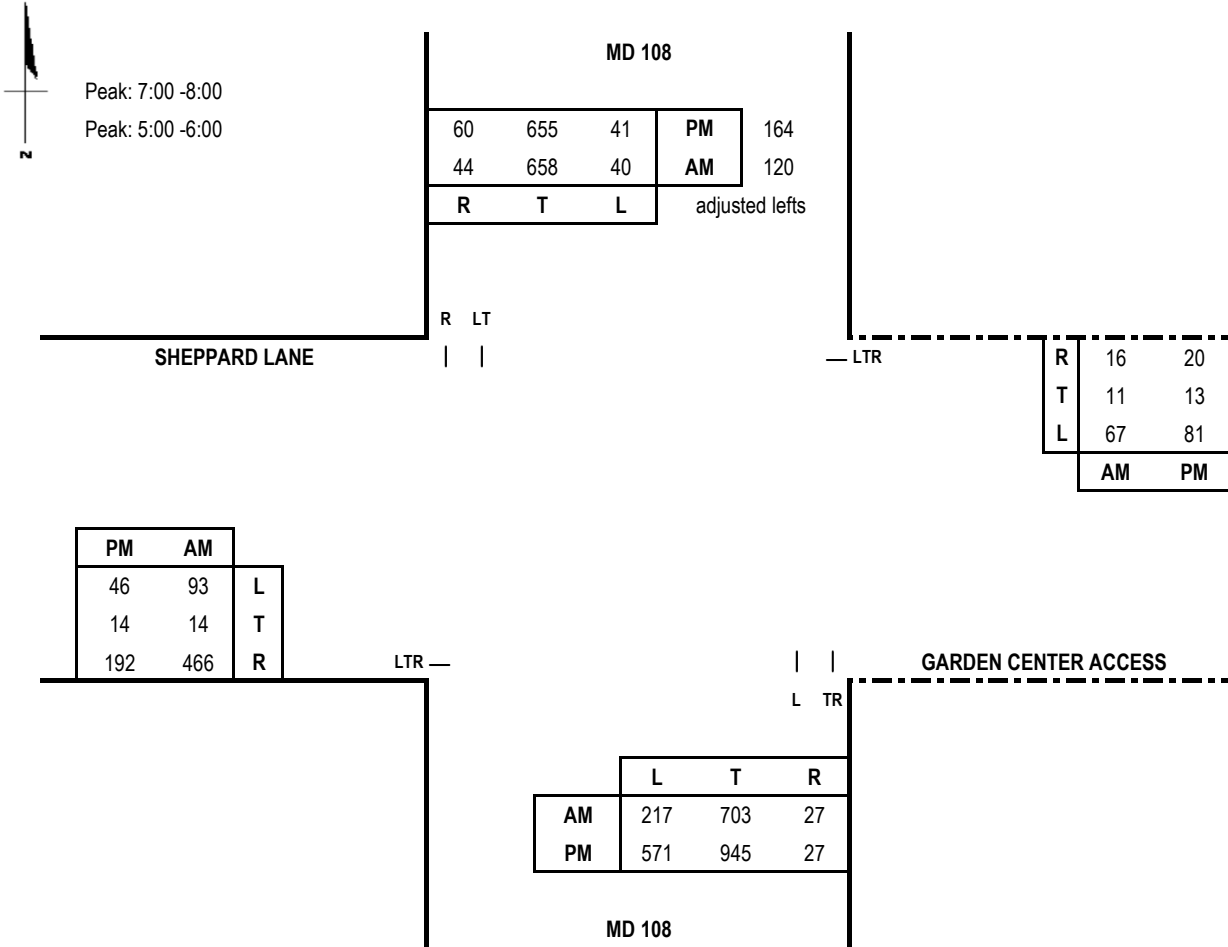 MD 108
Peak: 7:00 -8:00
Peak: 5:00 -6:00
N
60 655 41 PM 164
44 658 40 AM 120
R T L adjusted lefts
R LT
SHEPPARD LANE
LTR
R 16 20
T 11 13
L 67 81
AM PM
PM AM
46 93 L
14 14 T
192 466 R
LTR
GARDEN CENTER ACCESS
L TR
L T R
AM 217 703 27
PM 571 945 27
MD 108